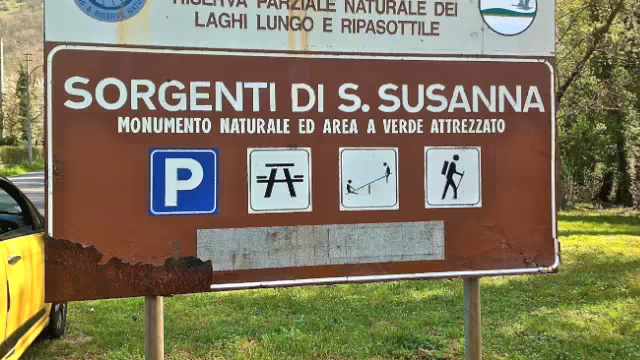 RISERVA PARZIALE NATURALE DEI
LAGHI LUNGO E RIPASOTTILE
SORGENTI DI S. SUSANNA
MONUMENTO NATURALE ED AREA A VERDE ATTREZZATO
P